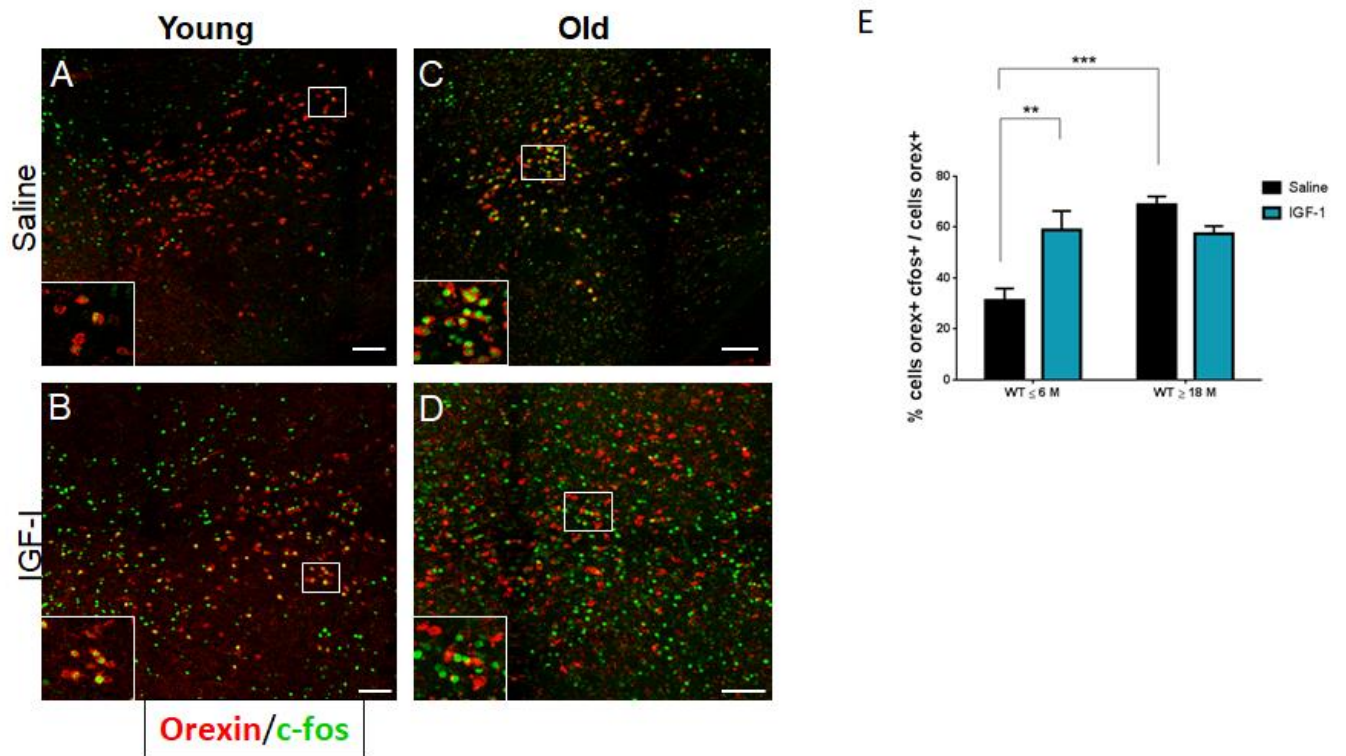 Young
Old
E
A
C
Saline
B
D
IGF-I
Orexin/c-fos
***
**
% cells orex+ cfos+ / cells orex+
80
60
40
20
0
WT ≤ 6 M
WT ≥ 18 M
Saline
IGF-1